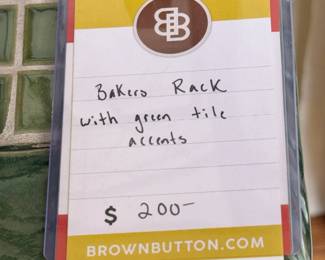 BB
Bakers Rack
with green tile
accents
$ 200-
BROWNBUTTON.COM